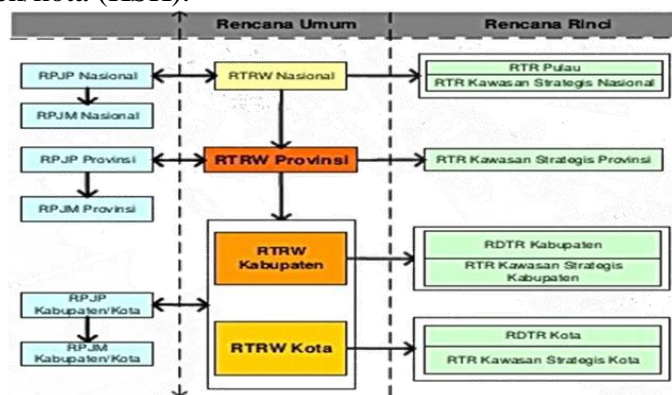 Rencana Umum
Rencana Rinci
RPJP Nasional
RTRW Nasional
RTR Pulau
RTR Kawasan Strategis Nasional
RPJM Nasional
RPJP Provinsi
RTRW Provinsi
RTR Kawasan Strategis Provinsi
RPJM Provinsi
RTRW
Kabupaten
RDTR Kabupaten
RTR Kawasan Strategis
Kabupaten
RPJP
Kabupaten/Kota
RPJM
Kabupaten/Kota
RTRW Kota
RDTR Kota
RTR Kawasan Strategis Kota